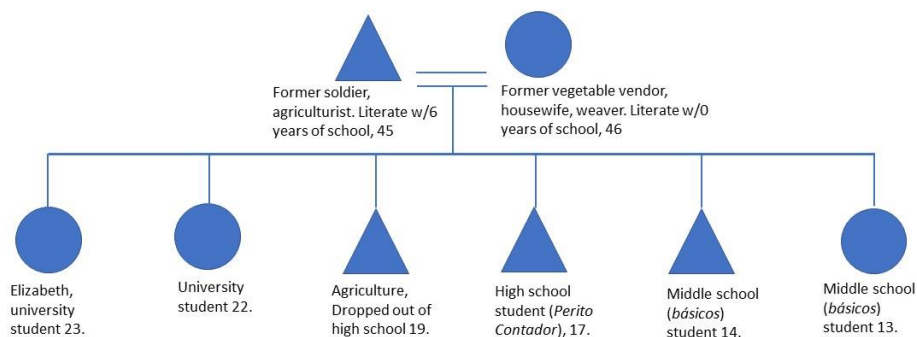 Former soldier,
agriculturist. Literate w/6
years of school, 45
Former vegetable vendor,
housewife, weaver. Literate w/0
years of school, 46
Elizabeth,
university
student 23.
University
student 22.
Agriculture,
Dropped out of
high school 19.
High school
student (Perito
Contador), 17.
Middle school
(básicos)
student 14.
Middle school
(básicos)
student 13.